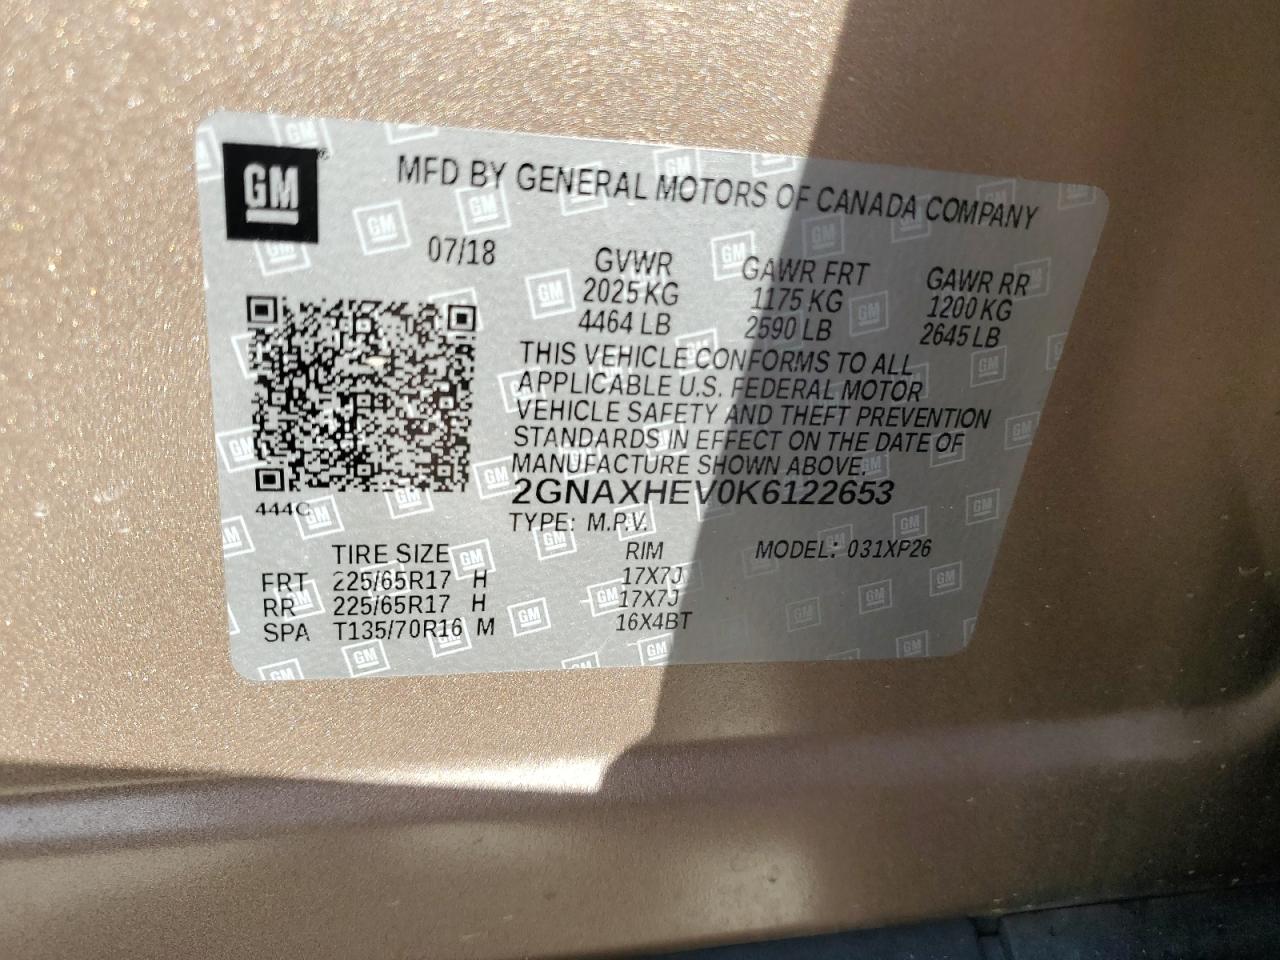 GM
MFD BY GENERAL MOTORS OF CANADA COMPANY
07/18 GVWR GAWR FRT GAWR RR
2025 KG 1175 KG 1200 KG
4464 LB 2590 LB 2645 LB
THIS VEHICLE CONFORMS TO ALL
APPLICABLE U.S. FEDERAL MOTOR
VEHICLE SAFETY AND THEFT PREVENTION
STANDARDS IN EFFECT ON THE DATE OF
MANUFACTURE SHOWN ABOVE.
2GNAXHEV0K6122653
444C
TYPE: M.P.V.
TIRE SIZE RIM MODEL: 031XP26
FRT 225/65R17 H 17X7J
RR 225/65R17 H 17X7J
SPA T135/70R16 M 16X4BT